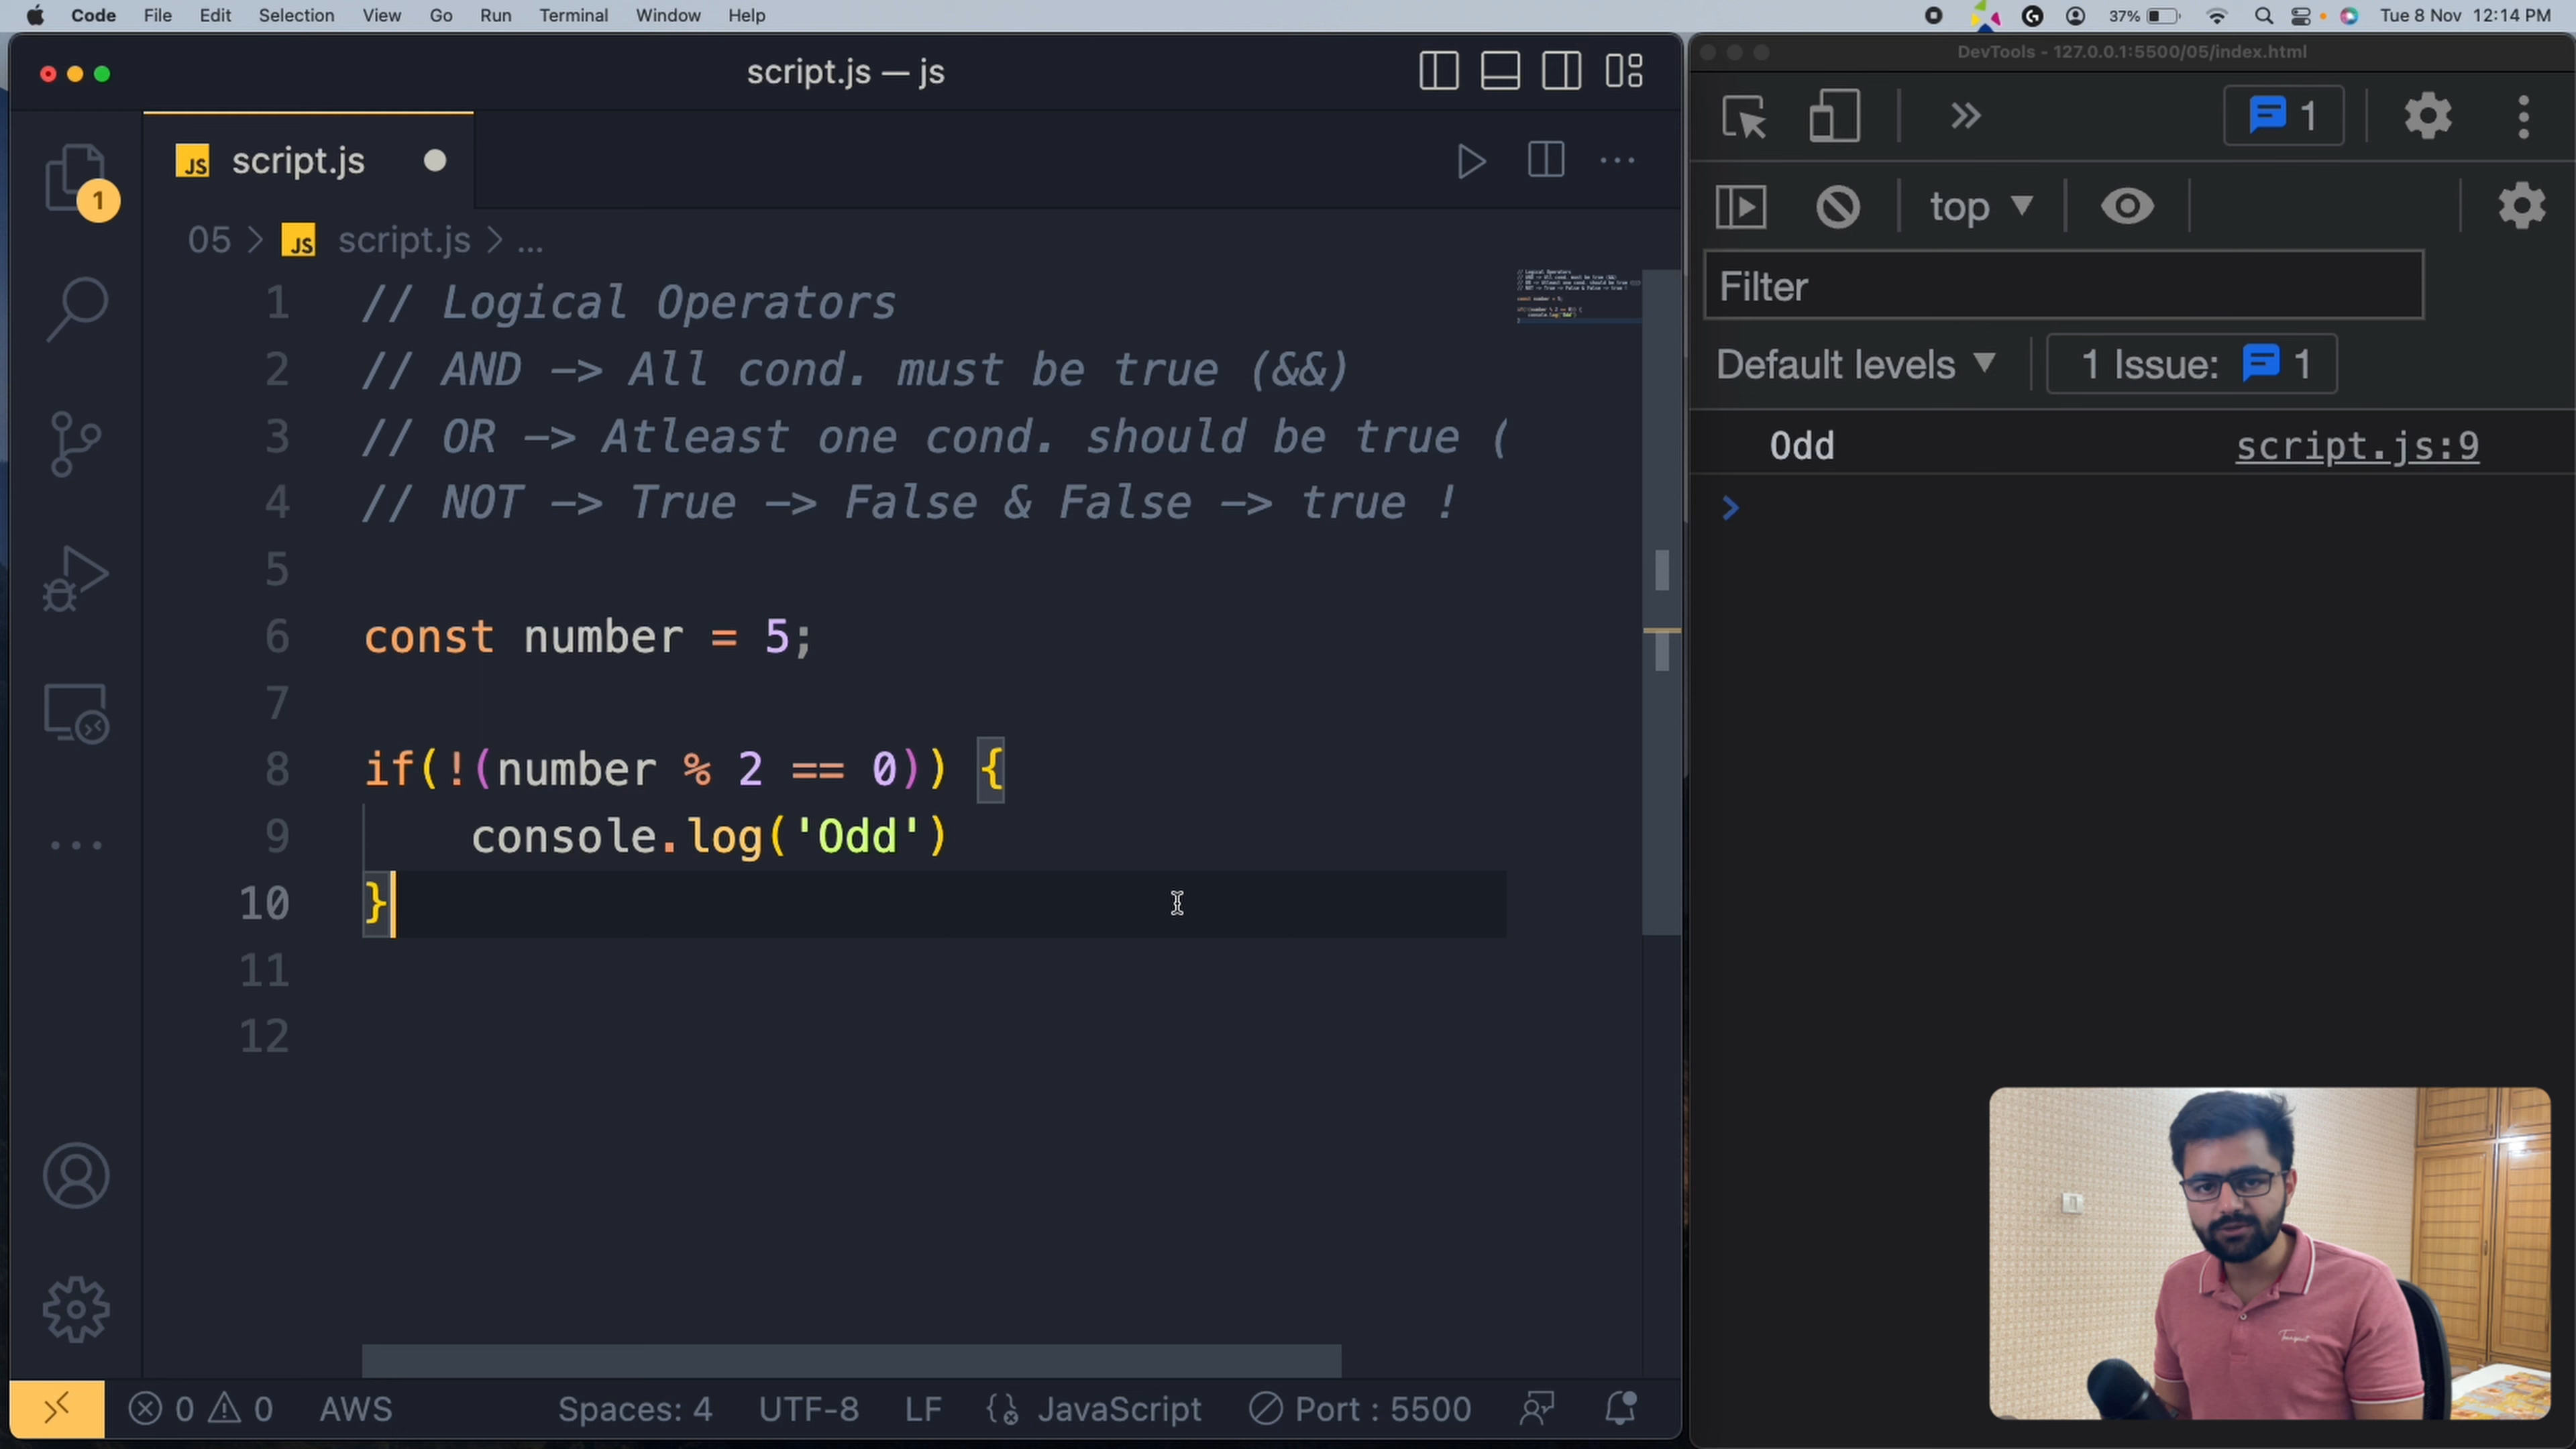 Code File Edit Selection View Go Run Terminal Window Help 37% Tue 8 Nov 12:14 PM
script.js — js
JS script.js
1
05 > JS script.js > ...
1 // Logical Operators
2 // AND -> All cond. must be true (&&)
3 // OR -> Atleast one cond. should be true (
4 // NOT -> True -> False & False -> true !
5
6 const number = 5;
7
8 if(!(number % 2 == 0)) {
9 console.log('Odd')
10 }
11
12
0 0 AWS Spaces: 4 UTF-8 LF JavaScript Port : 5500
DevTools - 127.0.0.1:5500/05/index.html
1
top
Filter
Default levels 1 Issue: 1
Odd script.js:9